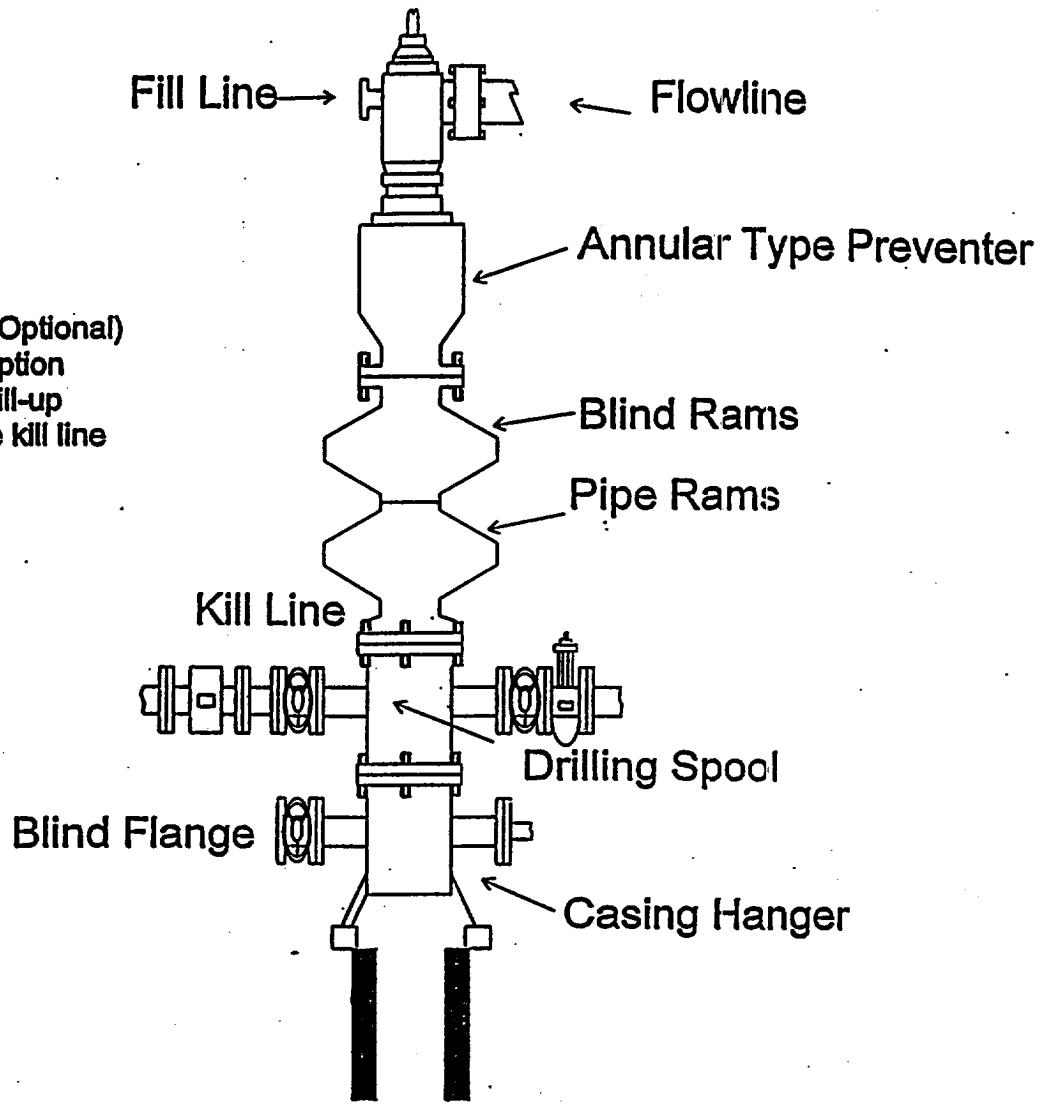 Fill Line
Flowline
Annular Type Preventer
Optional)
ption
ill-up
kill line
Blind Rams
Pipe Rams
Kill Line
Drilling Spool
Blind Flange
Casing Hanger